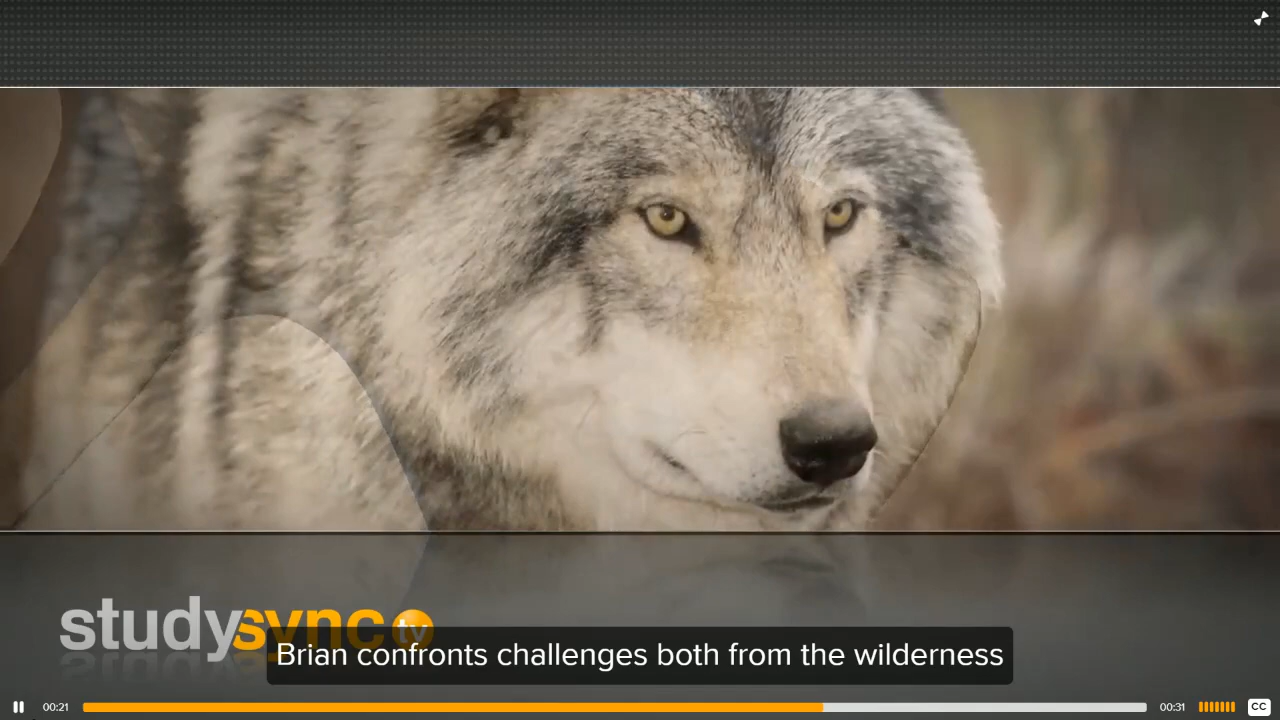 studysync tv
Brian confronts challenges both from the wilderness
00:21
00:31
CC